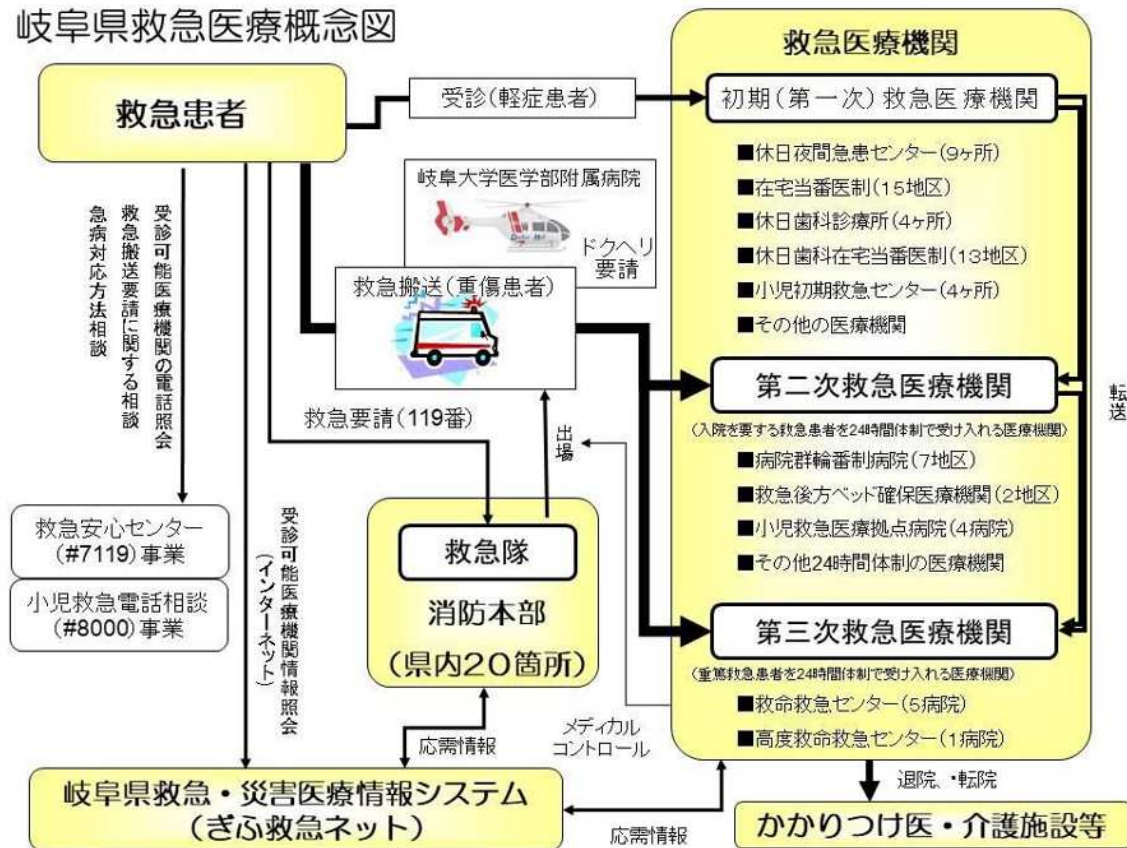 岐阜県救急医療概念図
救急患者
受診(軽症患者)
岐阜大学医学部附属病院
ドクヘリ
要請
救急搬送(重傷患者)
受診可能医療機関の電話照会
救急搬送要請に関する相談
急病対応方法相談
救急要請(119番)
出場
救急安心センター
(#7119)事業
小児救急電話相談
(#8000)事業
受診可能医療機関情報照会
(インターネット)
救急隊
消防本部
(県内20箇所)
応需情報
メディカル
コントロール
岐阜県救急・災害医療情報システム
(ぎふ救急ネット)
応需情報
救急医療機関
初期(第一次)救急医療機関
■休日夜間急患センター(9ヶ所)
■在宅当番医制(15地区)
■休日歯科診療所(4ヶ所)
■休日歯科在宅当番医制(13地区)
■小児初期救急センター(4ヶ所)
■その他の医療機関
第二次救急医療機関
(入院を要する救急患者を24時間体制で受け入れる医療機関)
■病院群輪番制病院(7地区)
■救急後方ベッド確保医療機関(2地区)
■小児救急医療拠点病院(4病院)
■その他24時間体制の医療機関
第三次救急医療機関
(重篤救急患者を24時間体制で受け入れる医療機関)
■救命救急センター(5病院)
■高度救命救急センター(1病院)
転送
退院、・転院
かかりつけ医・介護施設等